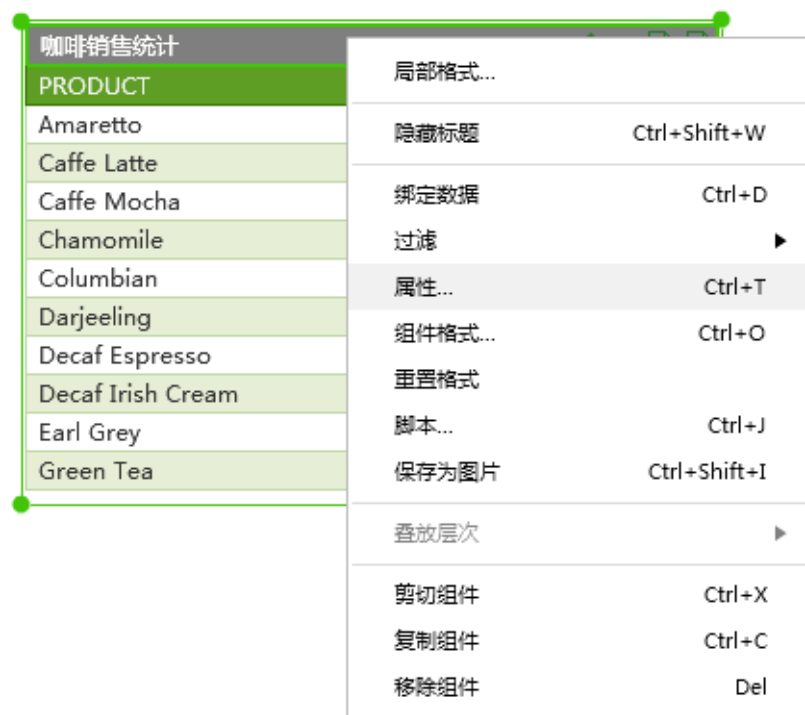 咖啡销售统计
PRODUCT
Amaretto
Caffe Latte
Caffe Mocha
Chamomile
Columbian
Darjeeling
Decaf Espresso
Decaf Irish Cream
Earl Grey
Green Tea
局部格式...
隐藏标题 Ctrl+Shift+W
绑定数据 Ctrl+D
过滤
属性... Ctrl+T
组件格式... Ctrl+O
重置格式
脚本... Ctrl+J
保存为图片 Ctrl+Shift+I
叠放层次
剪切组件 Ctrl+X
复制组件 Ctrl+C
移除组件 Del